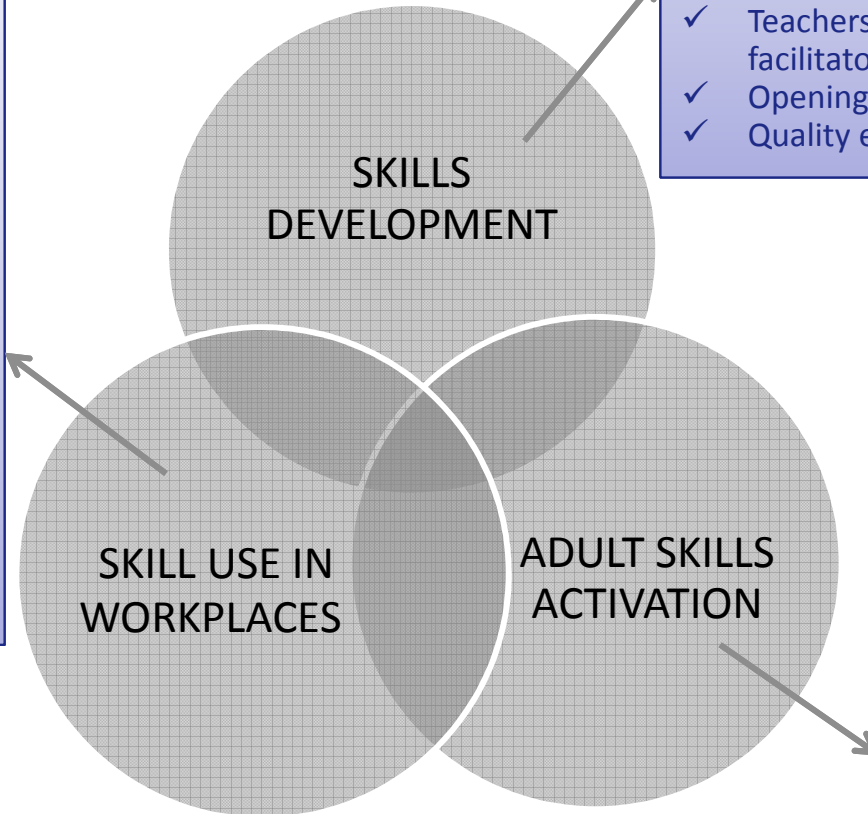 ✓ Teachers
facilitato
✓ Opening
✓ Quality e
SKILLS
DEVELOPMENT
SKILL USE IN
WORKPLACES
ADULT SKILLS
ACTIVATION